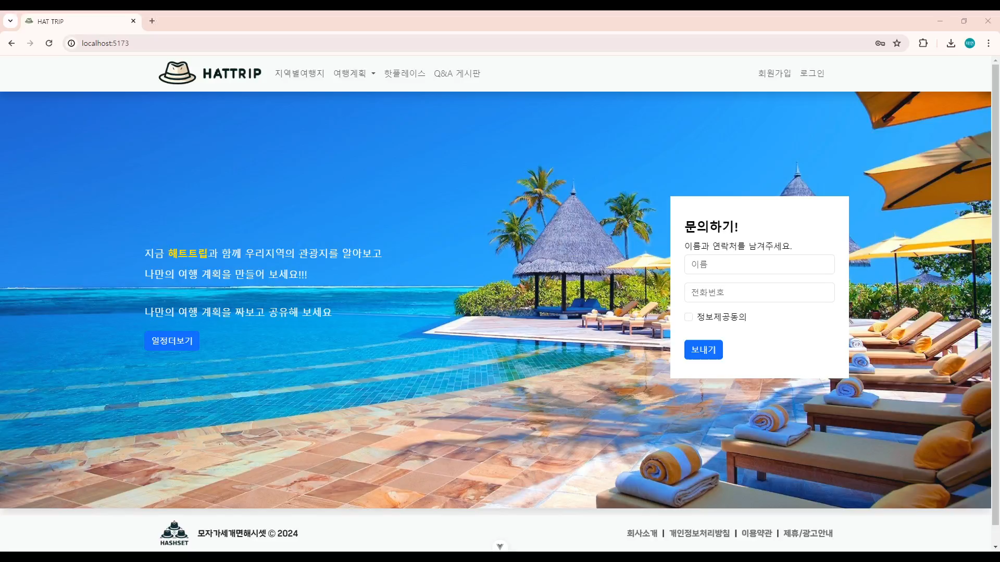 HAT TRIP
localhost:5173
태연
HATTRIP
지역별여행지 여행계획 핫플레이스 Q&A 게시판 회원가입 로그인
지금 해트트립과 함께 우리지역의 관광지를 알아보고
나만의 여행 계획을 만들어 보세요!!!
나만의 여행 계획을 짜보고 공유해 보세요
일정더보기
문의하기!
이름과 연락처를 남겨주세요.
이름
전화번호
정보제공동의
보내기
HASHSET
모자가세개면해시셋 © 2024
회사소개 | 개인정보처리방침 | 이용약관 | 제휴/광고안내